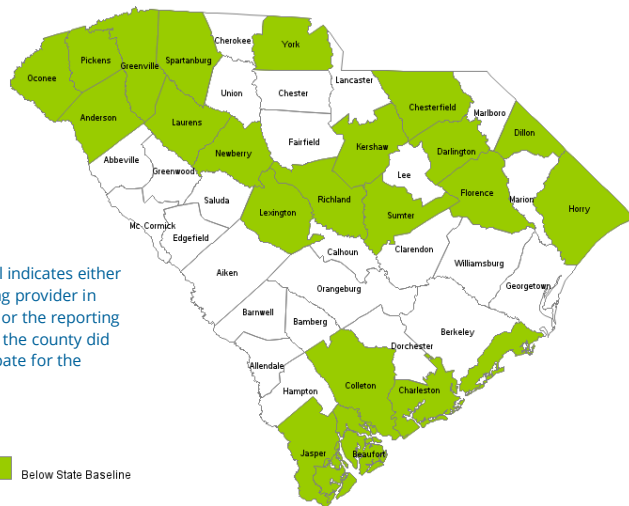 Cherokee
York
Pickens
Greenville
Spartanburg
Oconee
Lancaster
Union
Chester
Chesterfield
Marlboro
Anderson
Laurens
Dillon
Fairfield
Kershaw
Darlington
Newberry
Abbeville
Greenwood
Lee
Florence
Marion
Saluda
Richland
Horry
Lexington
Sumter
Mc Cormick
Edgefield
Calhoun
Clarendon
Williamsburg
Aiken
Georgetown
Orangeburg
Barnwell
Bamberg
Berkeley
Dorchester
Allendale
Colleton
Charleston
Hampton
Jasper
Beaufort
l indicates either
g provider in
or the reporting
the county did
pate for the
Below State Baseline